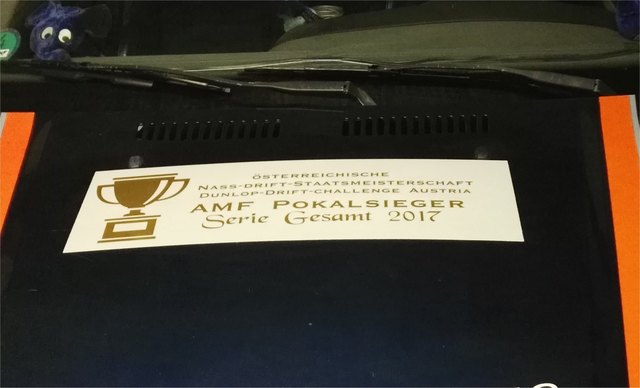 ÖSTERREICHISCHE
NASS-DRIFT-STAATSMEISTERSCHAFT
DUNLOP-DRIFT-CHALLENGE AUSTRIA
AMF POKALSIEGER
Serie Gesamt 2017